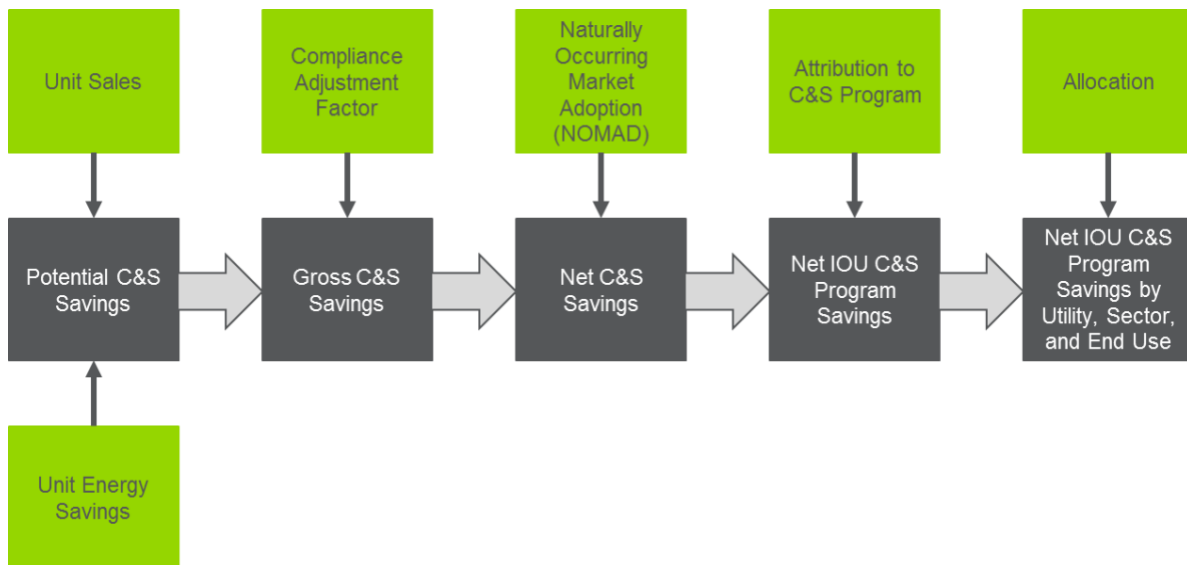 Unit Sales
Compliance
Adjustment
Factor
Naturally
Occurring
Market
Adoption
(NOMAD)
Attribution to
C&S Program
Allocation
Potential C&S
Savings
Gross C&S
Savings
Net C&S
Savings
Net IOU C&S
Program
Savings
Net IOU C&S
Program
Savings by
Utility, Sector,
and End Use
Unit Energy
Savings